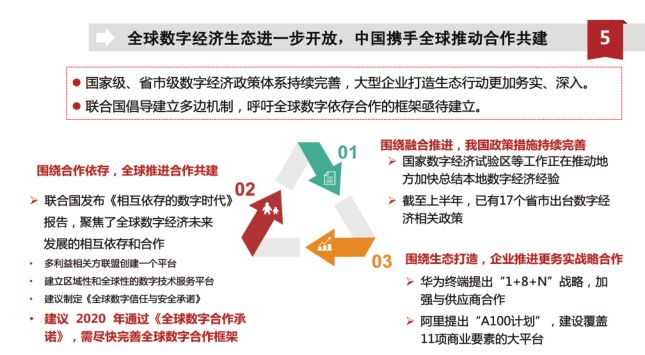 全球数字经济生态进一步开放，中国携手全球推动合作共建
5
● 国家级、省市级数字经济政策体系持续完善，大型企业打造生态行动更加务实、深入。
● 联合国倡导建立多边机制，呼吁全球数字依存合作的框架亟待建立。
01
围绕融合推进，我国政策措施持续完善
➢ 国家数字经济试验区等工作正在推动地
方加快总结本地数字经济经验
➢ 截至上半年，已有17个省市出台数字经
济相关政策
02
围绕合作依存，全球推进合作共建
➢ 联合国发布《相互依存的数字时代》
报告，聚焦了全球数字经济未来
发展的相互依存和合作
• 多利益相关方联盟创建一个平台
• 建立区域性和全球性的数字技术服务平台
• 建议制定《全球数字信任与安全承诺》
• 建议 2020 年通过《全球数字合作承
诺》，需尽快完善全球数字合作框架
03
围绕生态打造，企业推进更务实战略合作
➢ 华为终端提出“1+8+N”战略，加
强与供应商合作
➢ 阿里提出“A100计划”，建设覆盖
11项商业要素的大平台